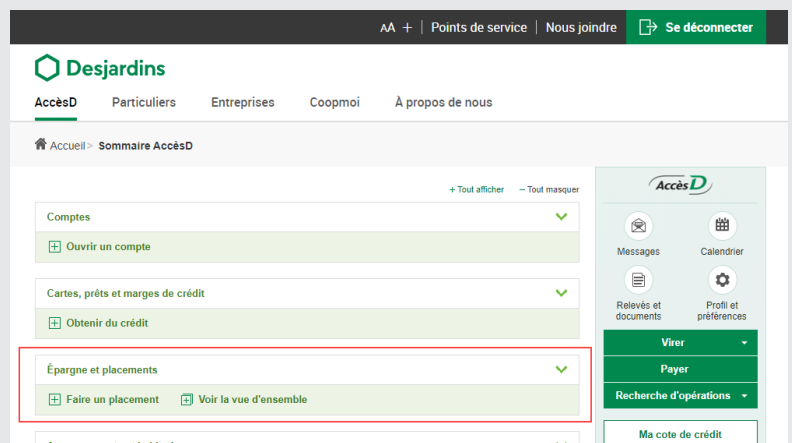 AA + | Points de service | Nous joindre Se déconnecter
Desjardins
AccèsD Particuliers Entreprises Coopmoi À propos de nous
Accueil > Sommaire AccèsD
+ Tout afficher – Tout masquer
Comptes
Ouvrir un compte
Cartes, prêts et marges de crédit
Obtenir du crédit
Épargne et placements
Faire un placement Voir la vue d'ensemble
AccèsD
Messages Calendrier
Relevés et
documents
Profil et
préférences
Virer
Payer
Recherche d'opérations
Ma cote de crédit